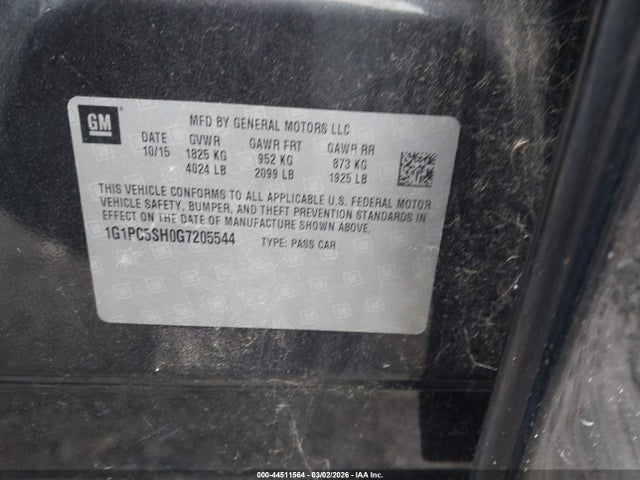 GM
MFD BY GENERAL MOTORS LLC
DATE GVWR GAWR FRT GAWR RR
10/15 1825 KG 952 KG 873 KG
4024 LB 2099 LB 1925 LB
THIS VEHICLE CONFORMS TO ALL APPLICABLE U.S. FEDERAL MOTOR
VEHICLE SAFETY, BUMPER, AND THEFT PREVENTION STANDARDS IN
EFFECT ON THE DATE OF MANUFACTURE SHOWN ABOVE.
1G1PC5SH0G7205544 TYPE: PASS CAR
000-44511564 | 03/02/2026 - IAA Inc.